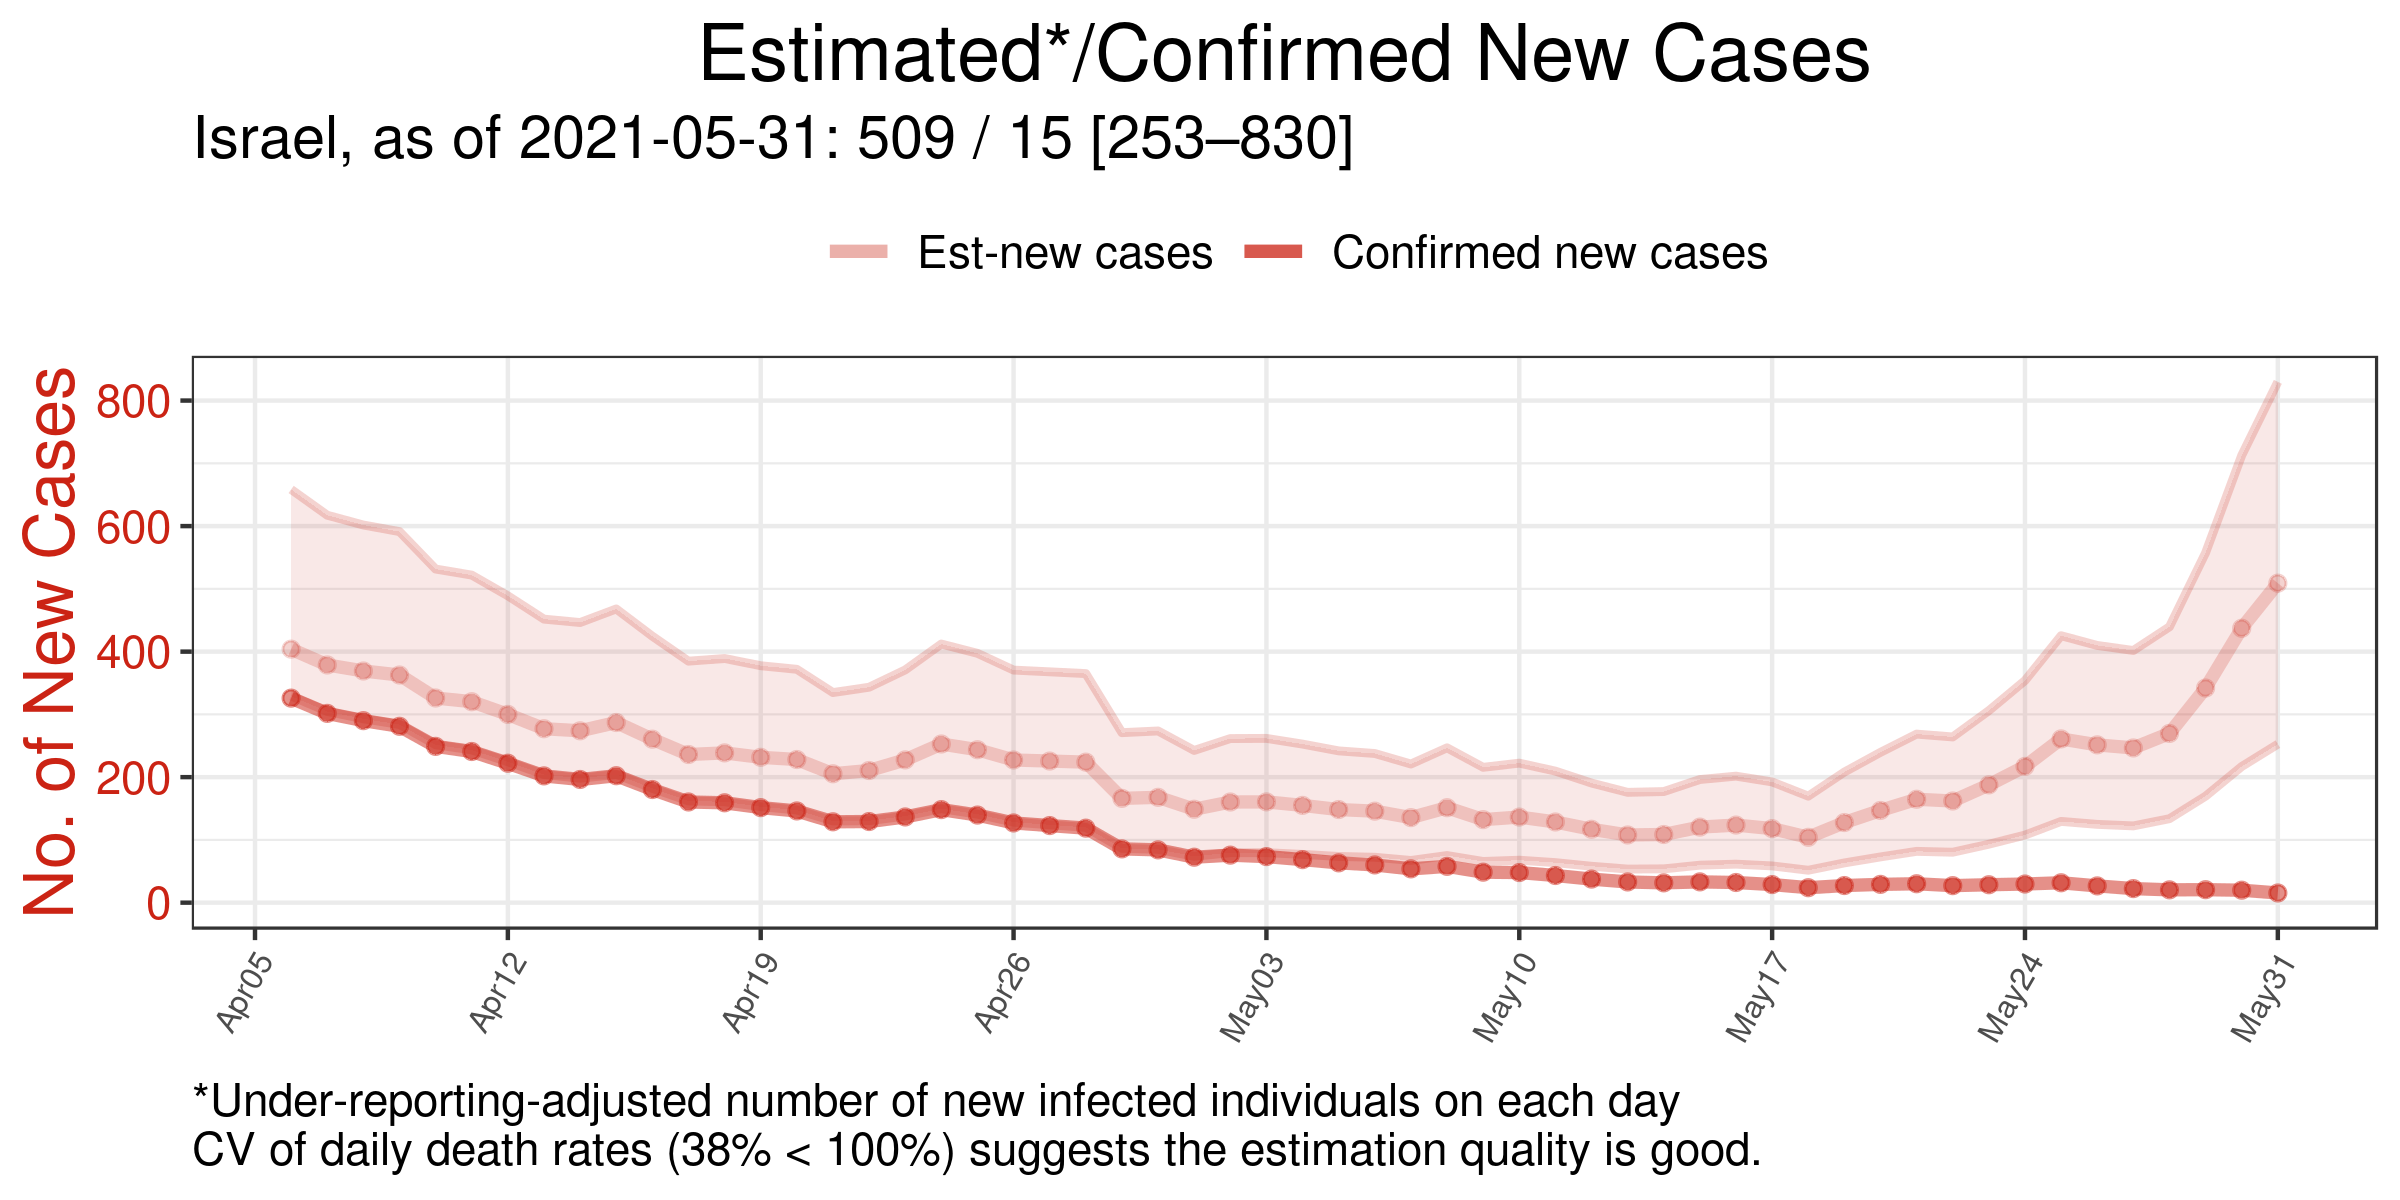 Estimated*/Confirmed New Cases
Israel, as of 2021-05-31: 509 / 15 [253–830]
Est-new cases
Confirmed new cases
No. of New Cases
800
600
400
200
0
Apr05
Apr12
Apr19
Apr26
May03
May10
May17
May24
May31
*Under-reporting-adjusted number of new infected individuals on each day
CV of daily death rates (38% < 100%) suggests the estimation quality is good.